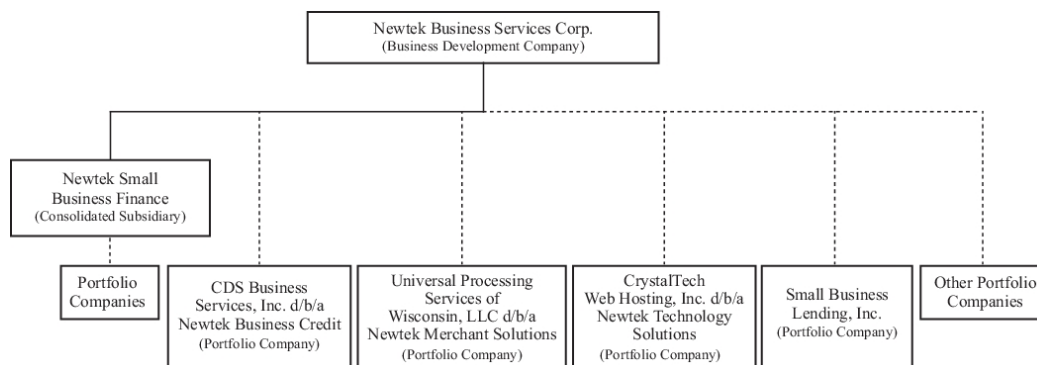 Newtek Business Services Corp.
(Business Development Company)
Newtek Small
Business Finance
(Consolidated Subsidiary)
Portfolio
Companies
CDS Business
Services, Inc. d/b/a
Newtek Business Credit
(Portfolio Company)
Universal Processing
Services of
Wisconsin, LLC d/b/a
Newtek Merchant Solutions
(Portfolio Company)
CrystalTech
Web Hosting, Inc. d/b/a
Newtek Technology
Solutions
(Portfolio Company)
Small Business
Lending, Inc.
(Portfolio Company)
Other Portfolio
Companies